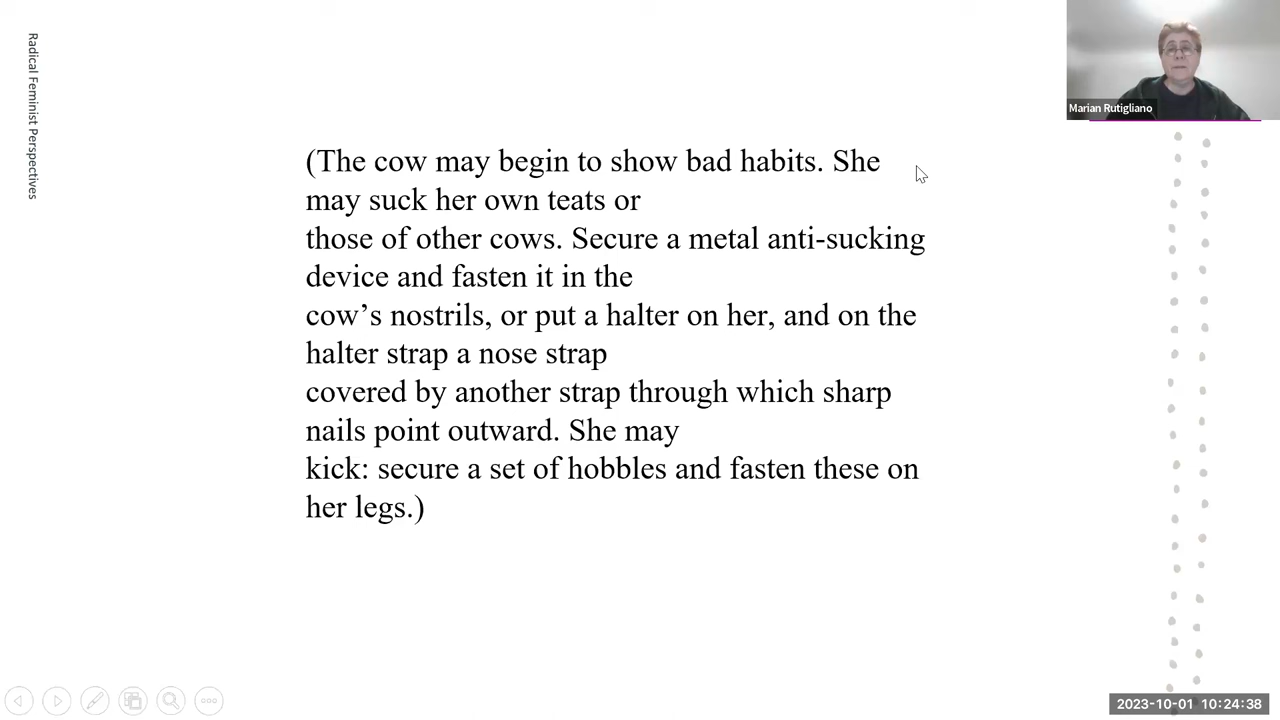 Radical Feminist Perspectives
Marian Rutigliano
(The cow may begin to show bad habits. She
may suck her own teats or
those of other cows. Secure a metal anti-sucking
device and fasten it in the
cow’s nostrils, or put a halter on her, and on the
halter strap a nose strap
covered by another strap through which sharp
nails point outward. She may
kick: secure a set of hobbles and fasten these on
her legs.)
2023-10-01 10:24:38